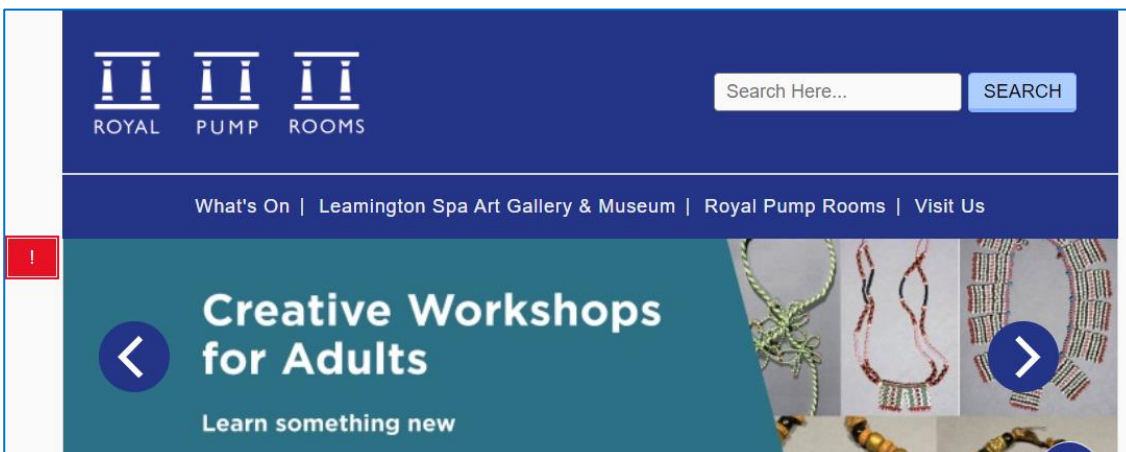 ROYAL PUMP ROOMS
Search Here... SEARCH
What's On | Leamington Spa Art Gallery & Museum | Royal Pump Rooms | Visit Us
!
Creative Workshops
for Adults
Learn something new